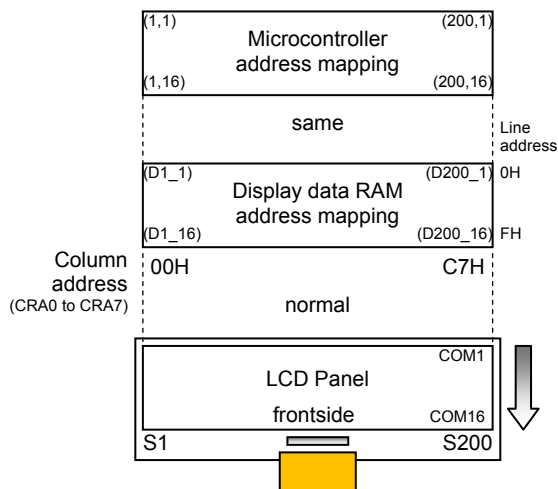 (1,1) (200,1)
Microcontroller
address mapping
(1,16) (200,16)
same
Line
address
(D1_1) (D200_1) 0H
Display data RAM
address mapping
(D1_16) (D200_16) FH
Column
address
(CRA0 to CRA7)
00H C7H
normal
COM1
LCD Panel
frontside
COM16
S1 S200